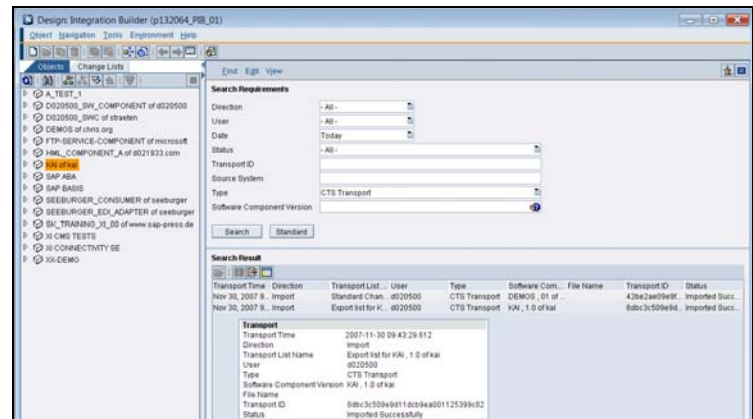 Design: Integration Builder (p132064_PIB_01)
Object Navigation Tools Environment Help
Objects Change Lists
A_TEST_1
D020500_SW_COMPONENT of d020500
D020500_SWC of straeten
DEMOS of chris.org
FTP-SERVICE-COMPONENT of microsoft
HML_COMPONENT_A of d021933.com
KAI of kai
SAP ABA
SAP BASIS
SEEBURGER_CONSUMER of seeburger
SEEBURGER_EDI_ADAPTER of seeburger
SK_TRAINING_XI_00 of www.sap-press.de
XI CMS TESTS
XI CONNECTIVITY SE
XX-DEMO
Find Edit View
Search Requirements
Direction - All -
User - All -
Date Today
Status - All -
Transport ID
Source System
Type CTS Transport
Software Component Version
Search Standard
Search Result
Transport Time Direction Transport List... User Type Software Com... File Name Transport ID Status
Nov 30, 2007 9... Import Standard Chan... d020500 CTS Transport DEMOS , 01 of ... 42be2ae09e9f... Imported Succ...
Nov 30, 2007 9... Import Export list for K... d020500 CTS Transport KAI , 1.0 of kai 8dbc3c509e9d... Imported Succ...
Transport
Transport Time 2007-11-30 09:43:29.612
Direction Import
Transport List Name Export list for KAI , 1.0 of kai
User d020500
Type CTS Transport
Software Component Version KAI , 1.0 of kai
File Name
Transport ID 8dbc3c509e9d11dcb9ea001125399c82
Status Imported Successfully